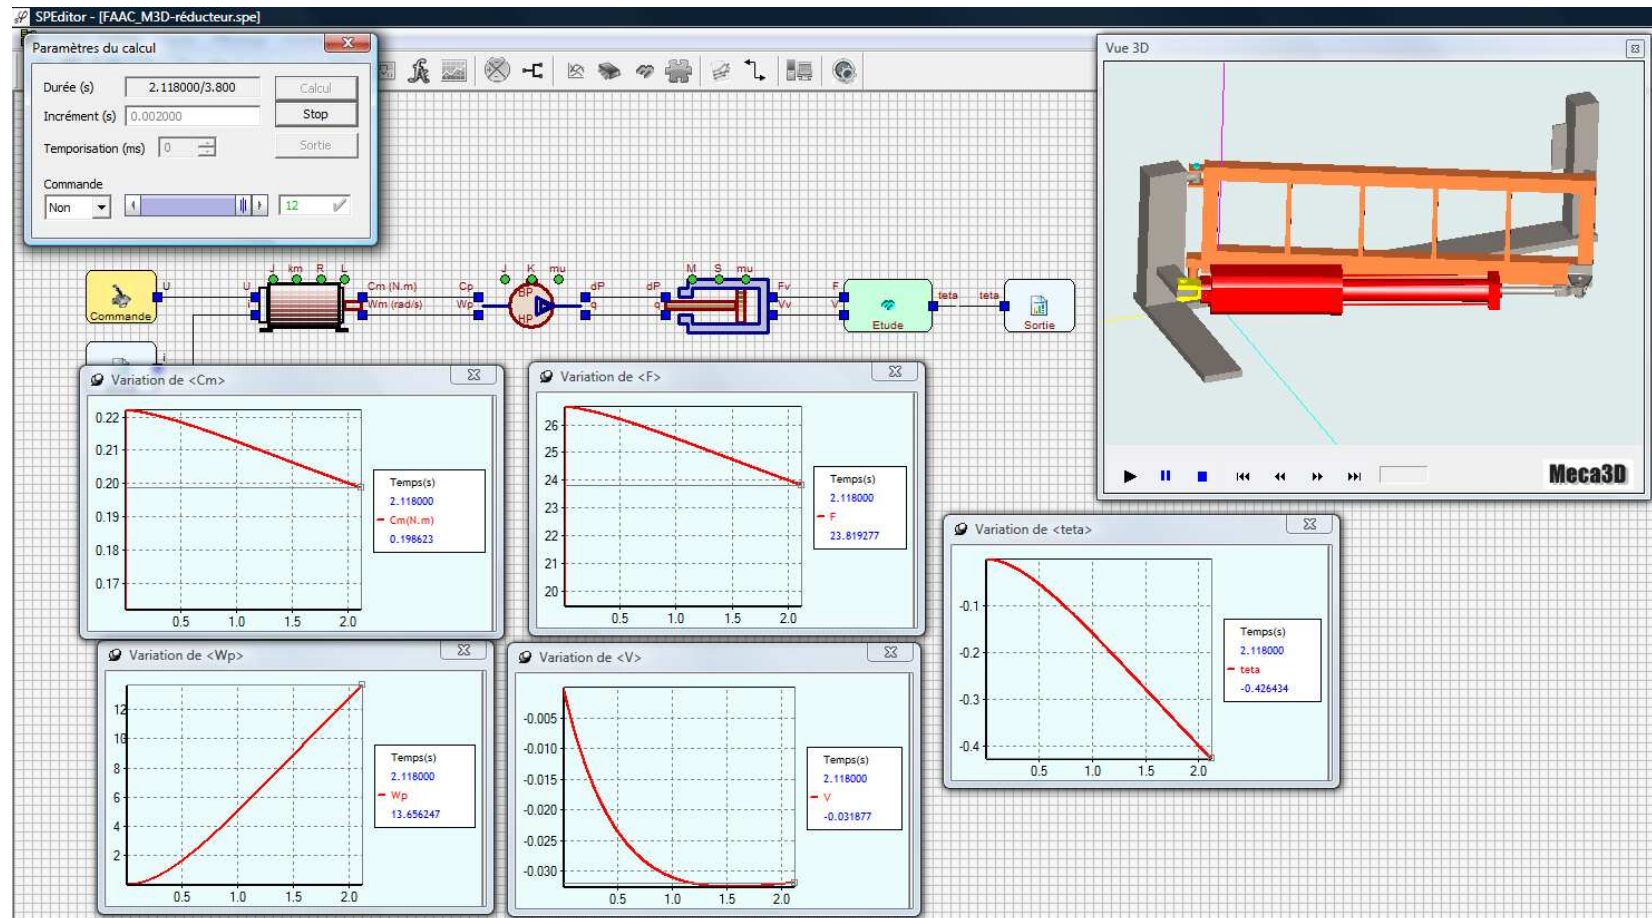 SPEditor - [FAAC_M3D-réducteur.spe]
Paramètres du calcul
Durée (s) 2.118000/3.800 Calcul
Incrément (s) 0.002000 Stop
Temporisation (ms) 0 Sortie
Commande
Non 12
Vue 3D
Meca3D
J km R L
J K mu
M S mu
U U Cm (N.m) Cp dP dP Fv F
i Wm (rad/s) Wp q q Vv V
BP
HP
teta teta
Commande
Etude
Sortie
i
Variation de <Cm>
0.22
0.21
0.20
0.19
0.18
0.17
0.5 1.0 1.5 2.0
Temps(s)
2.118000
Cm(N.m)
0.198623
Variation de <F>
26
25
24
23
22
21
20
0.5 1.0 1.5 2.0
Temps(s)
2.118000
F
23.819277
Variation de <teta>
-0.1
-0.2
-0.3
-0.4
0.5 1.0 1.5 2.0
Temps(s)
2.118000
teta
-0.426434
Variation de <Wp>
12
10
8
6
4
2
0.5 1.0 1.5 2.0
Temps(s)
2.118000
Wp
13.656247
Variation de <V>
-0.005
-0.010
-0.015
-0.020
-0.025
-0.030
0.5 1.0 1.5 2.0
Temps(s)
2.118000
V
-0.031877